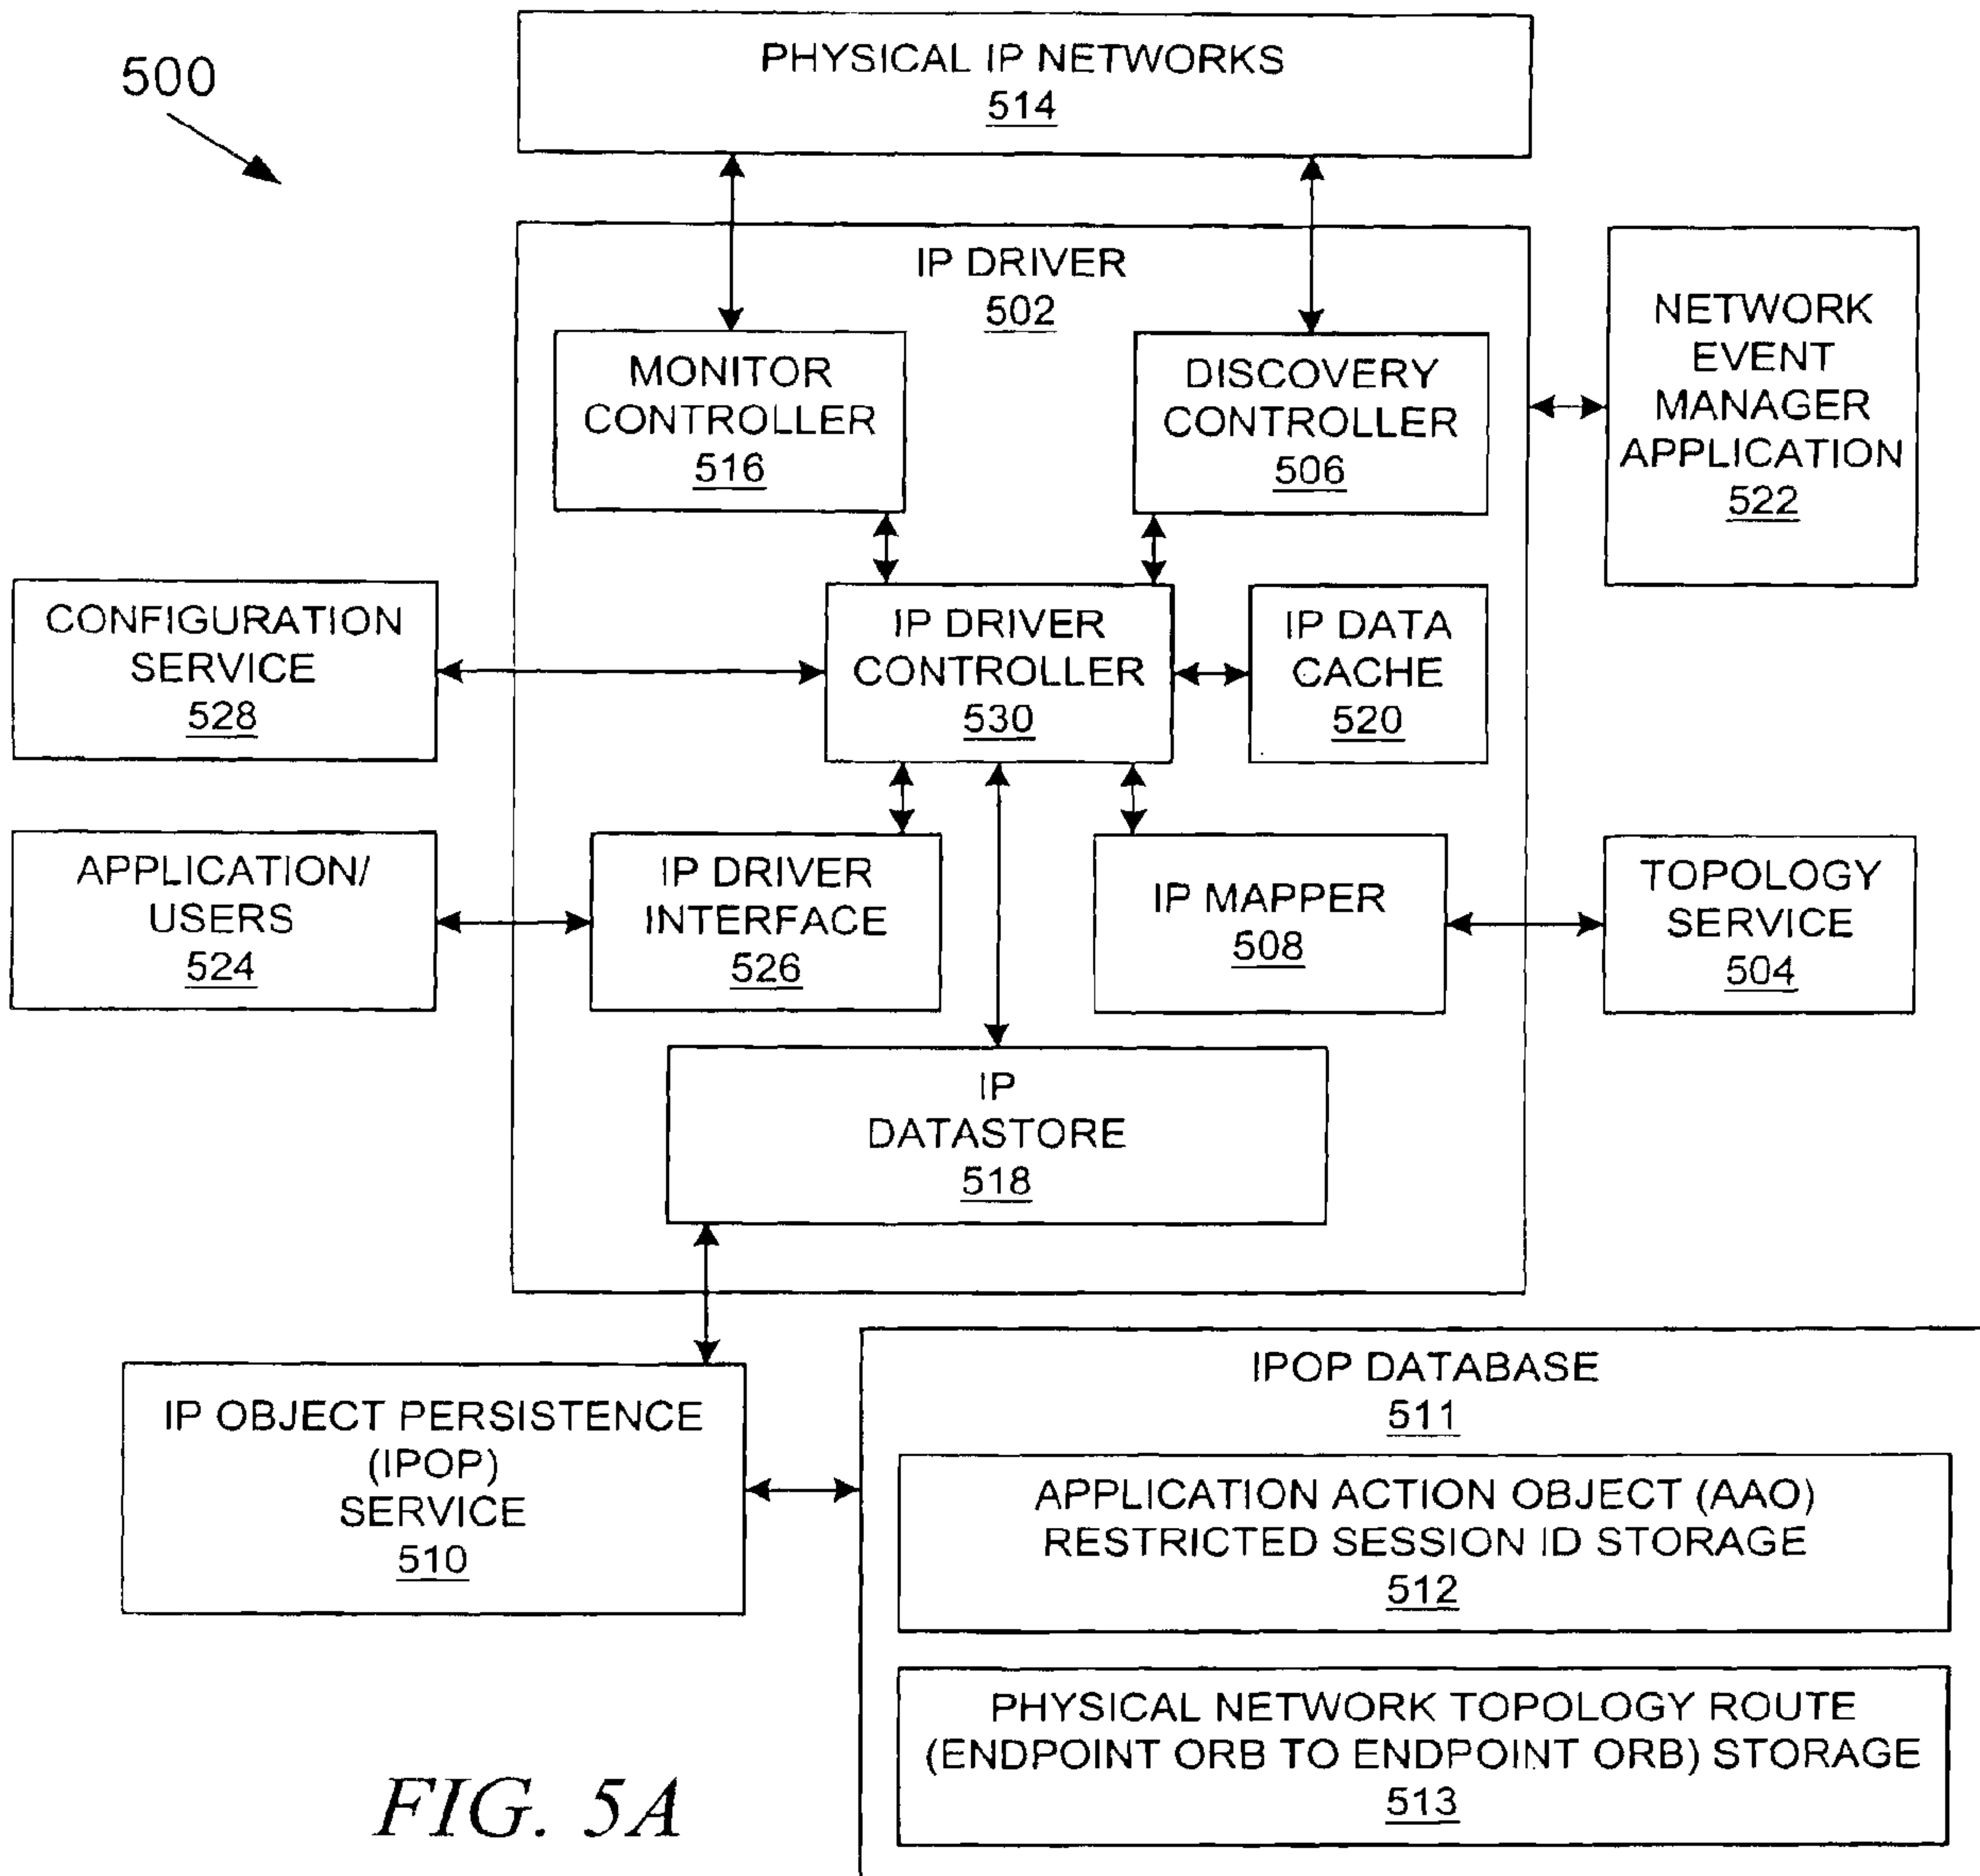 500
PHYSICAL IP NETWORKS
514
IP DRIVER
502
MONITOR
CONTROLLER
516
DISCOVERY
CONTROLLER
506
NETWORK
EVENT
MANAGER
APPLICATION
522
CONFIGURATION
SERVICE
528
IP DRIVER
CONTROLLER
530
IP DATA
CACHE
520
APPLICATION/
USERS
524
IP DRIVER
INTERFACE
526
IP MAPPER
508
TOPOLOGY
SERVICE
504
IP
DATASTORE
518
IP OBJECT PERSISTENCE
(IPOP)
SERVICE
510
IPOP DATABASE
511
APPLICATION ACTION OBJECT (AAO)
RESTRICTED SESSION ID STORAGE
512
PHYSICAL NETWORK TOPOLOGY ROUTE
(ENDPOINT ORB TO ENDPOINT ORB) STORAGE
513
FIG. 5A